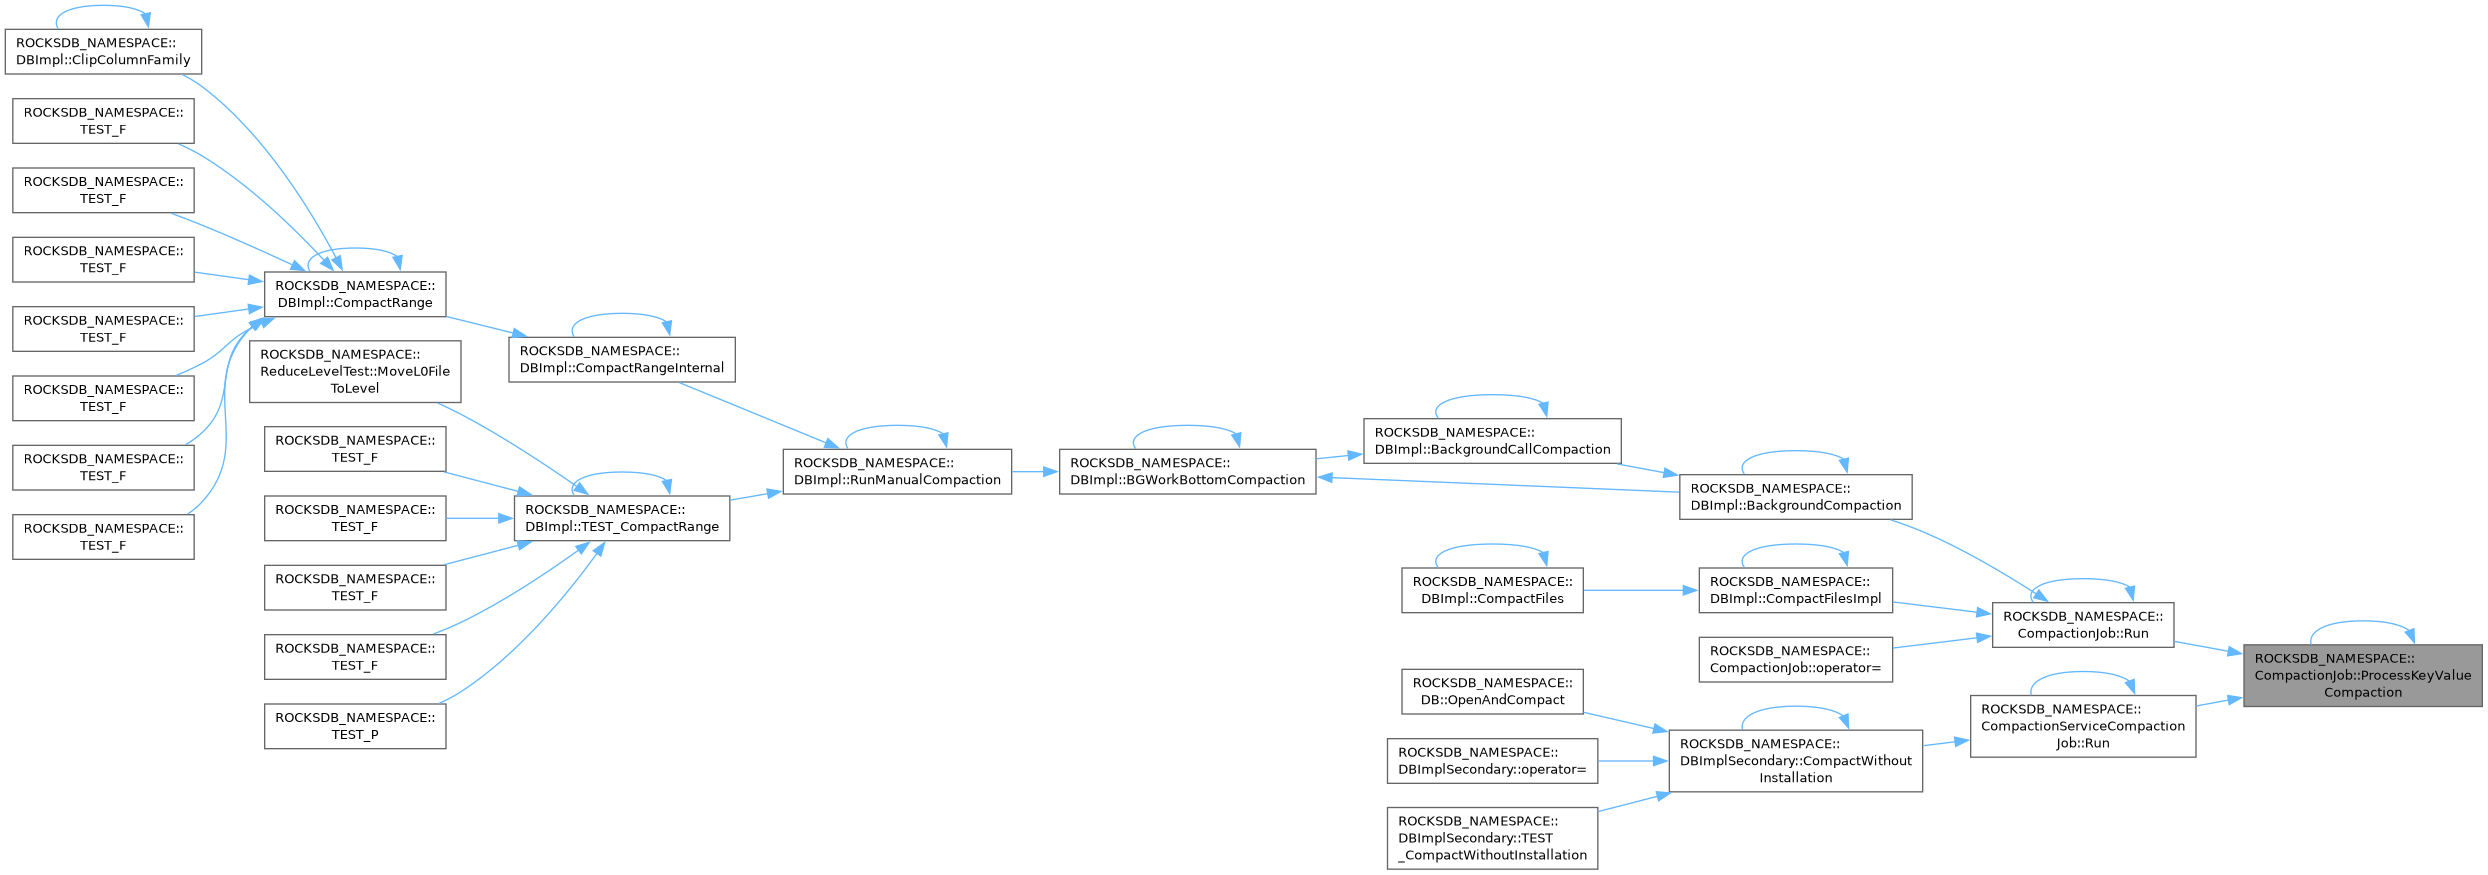 ROCKSDB_NAMESPACE::
DBImpl::ClipColumnFamily
ROCKSDB_NAMESPACE::
TEST_F
ROCKSDB_NAMESPACE::
TEST_F
ROCKSDB_NAMESPACE::
TEST_F
ROCKSDB_NAMESPACE::
TEST_F
ROCKSDB_NAMESPACE::
TEST_F
ROCKSDB_NAMESPACE::
TEST_F
ROCKSDB_NAMESPACE::
TEST_F
ROCKSDB_NAMESPACE::
DBImpl::CompactRange
ROCKSDB_NAMESPACE::
ReduceLevelTest::MoveL0File
ToLevel
ROCKSDB_NAMESPACE::
TEST_F
ROCKSDB_NAMESPACE::
TEST_F
ROCKSDB_NAMESPACE::
TEST_F
ROCKSDB_NAMESPACE::
TEST_F
ROCKSDB_NAMESPACE::
TEST_P
ROCKSDB_NAMESPACE::
DBImpl::CompactRangeInternal
ROCKSDB_NAMESPACE::
DBImpl::TEST_CompactRange
ROCKSDB_NAMESPACE::
DBImpl::RunManualCompaction
ROCKSDB_NAMESPACE::
DBImpl::BGWorkBottomCompaction
ROCKSDB_NAMESPACE::
DBImpl::BackgroundCallCompaction
ROCKSDB_NAMESPACE::
DBImpl::CompactFiles
ROCKSDB_NAMESPACE::
DB::OpenAndCompact
ROCKSDB_NAMESPACE::
DBImplSecondary::operator=
ROCKSDB_NAMESPACE::
DBImplSecondary::TEST
_CompactWithoutInstallation
ROCKSDB_NAMESPACE::
DBImpl::BackgroundCompaction
ROCKSDB_NAMESPACE::
DBImpl::CompactFilesImpl
ROCKSDB_NAMESPACE::
CompactionJob::operator=
ROCKSDB_NAMESPACE::
DBImplSecondary::CompactWithout
Installation
ROCKSDB_NAMESPACE::
CompactionJob::Run
ROCKSDB_NAMESPACE::
CompactionServiceCompaction
Job::Run
ROCKSDB_NAMESPACE::
CompactionJob::ProcessKeyValue
Compaction